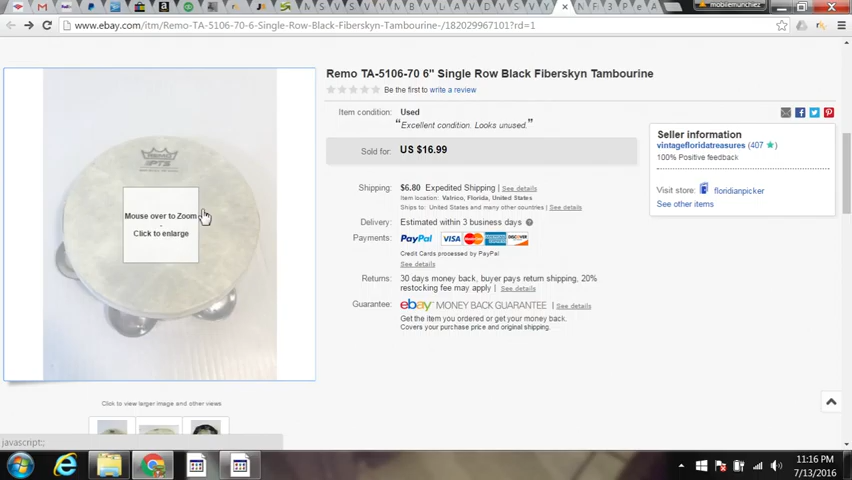 www.ebay.com/itm/Remo-TA-5106-70-6-Single-Row-Black-Fiberskyn-Tambourine-/182029967101?rd=1
mobilemunchiez
Remo TA-5106-70 6" Single Row Black Fiberskyn Tambourine
Be the first to write a review
Item condition: Used
"Excellent condition. Looks unused."
Sold for: US $16.99
Shipping: $6.80 Expedited Shipping | See details
Item location: Valrico, Florida, United States
Ships to: United States and many other countries | See details
Delivery: Estimated within 3 business days
Payments: PayPal VISA MasterCard AMERICAN EXPRESS DISCOVER
Credit Cards processed by PayPal
See details
Returns: 30 days money back, buyer pays return shipping, 20%
restocking fee may apply | See details
Guarantee: ebay MONEY BACK GUARANTEE | See details
Get the item you ordered or get your money back.
Covers your purchase price and original shipping.
Seller information
vintagefloridatreasures (407 )
100% Positive feedback
Visit store: floridianpicker
See other items
REMO
PTS
Mouse over to Zoom
-
Click to enlarge
Click to view larger image and other views
javascript:;
11:16 PM
7/13/2016